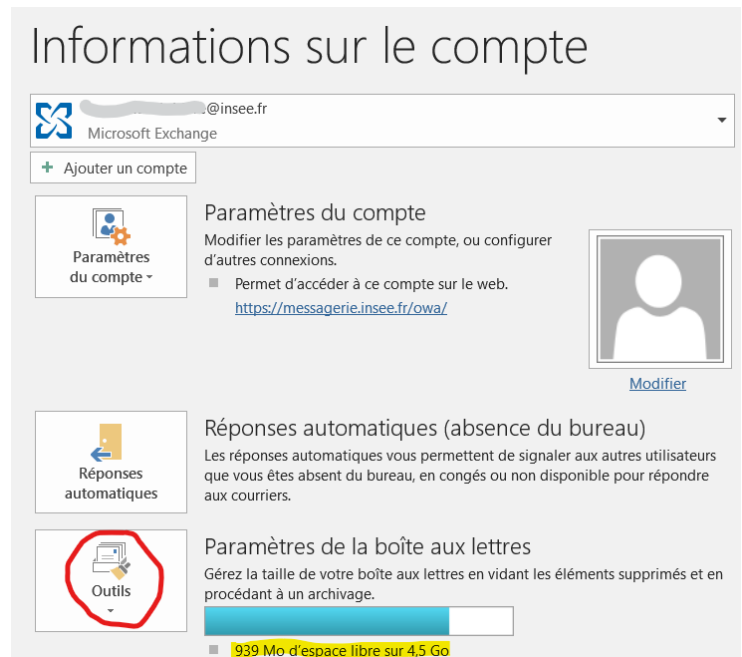 Informations sur le compte
@insee.fr
Microsoft Exchange
+ Ajouter un compte
Paramètres
du compte
Paramètres du compte
Modifier les paramètres de ce compte, ou configurer
d'autres connexions.
Permet d'accéder à ce compte sur le web.
https://messagerie.insee.fr/owa/
Modifier
Réponses
automatiques
Réponses automatiques (absence du bureau)
Les réponses automatiques vous permettent de signaler aux autres utilisateurs
que vous êtes absent du bureau, en congés ou non disponible pour répondre
aux courriers.
Outils
Paramètres de la boîte aux lettres
Gérez la taille de votre boîte aux lettres en vidant les éléments supprimés et en
procédant à un archivage.
939 Mo d'espace libre sur 4,5 Go